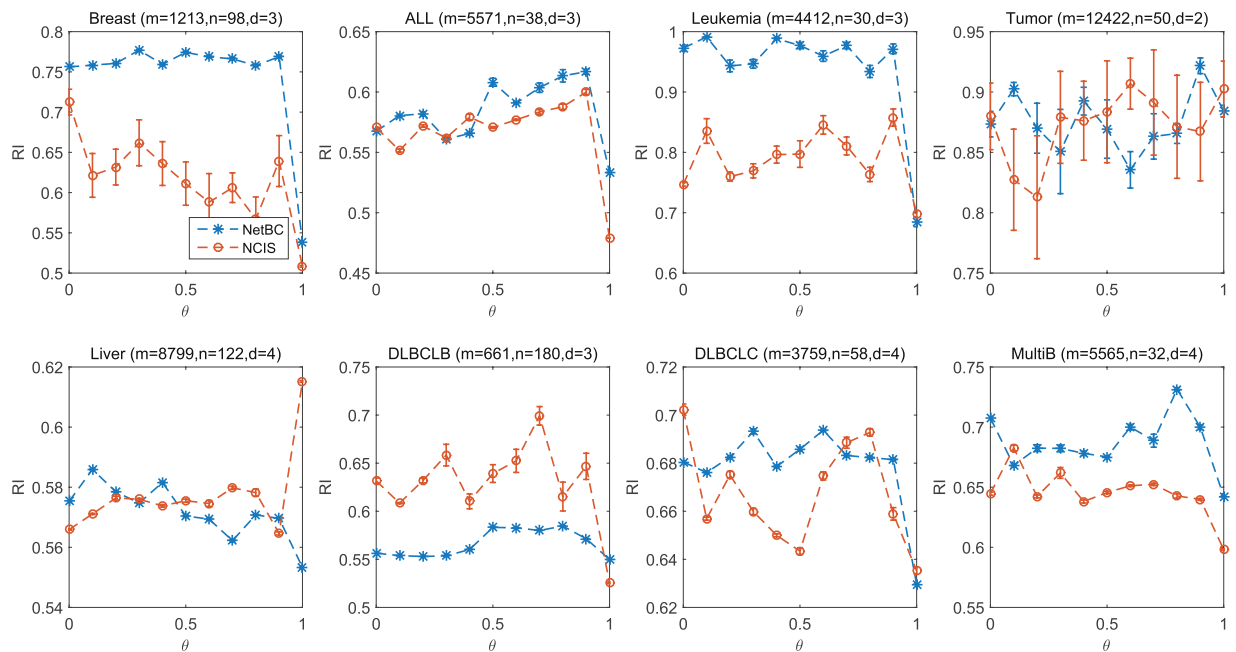 Breast (m=1213,n=98,d=3)
0.8
0.75
0.7
0.65
0.6
0.55
0.5
RI
0
0.5
1
θ
NetBC
NCIS
ALL (m=5571,n=38,d=3)
0.65
0.6
0.55
0.5
0.45
RI
0
0.5
1
θ
Leukemia (m=4412,n=30,d=3)
1
0.9
0.8
0.7
0.6
RI
0
0.5
1
θ
Tumor (m=12422,n=50,d=2)
0.95
0.9
0.85
0.8
0.75
RI
0
0.5
1
θ
Liver (m=8799,n=122,d=4)
0.62
0.6
0.58
0.56
0.54
RI
0
0.5
1
θ
DLBCLB (m=661,n=180,d=3)
0.75
0.7
0.65
0.6
0.55
0.5
RI
0
0.5
1
θ
DLBCLC (m=3759,n=58,d=4)
0.72
0.7
0.68
0.66
0.64
0.62
RI
0
0.5
1
θ
MultiB (m=5565,n=32,d=4)
0.75
0.7
0.65
0.6
0.55
RI
0
0.5
1
θ